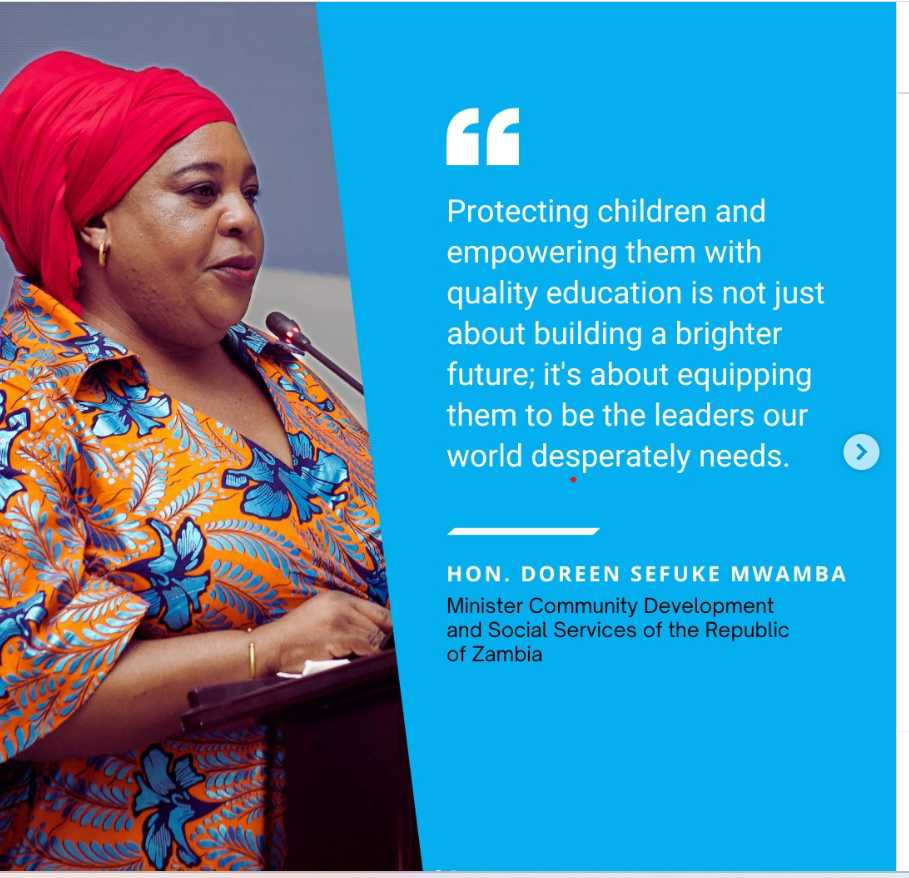 Protecting children and
empowering them with
quality education is not just
about building a brighter
future; it's about equipping
them to be the leaders our
world desperately needs.
HON. DOREEN SEFUKE MWAMBA
Minister Community Development
and Social Services of the Republic
of Zambia